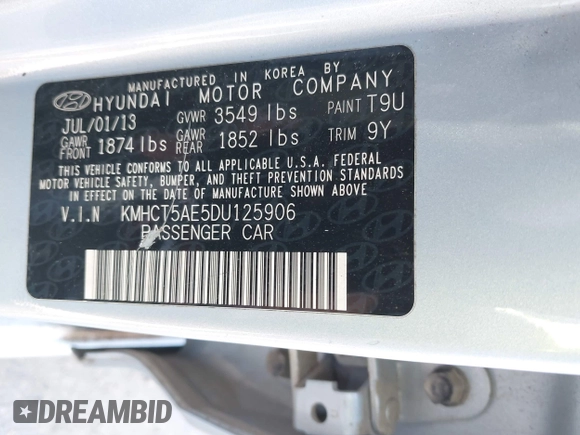 MANUFACTURED IN KOREA BY
HYUNDAI MOTOR COMPANY
JUL/01/13 GVWR 3549 lbs PAINT T9U
GAWR FRONT 1874 lbs GAWR REAR 1852 lbs TRIM 9Y
THIS VEHICLE CONFORMS TO ALL APPLICABLE U.S.A. FEDERAL
MOTOR VEHICLE SAFETY, BUMPER, AND THEFT PREVENTION STANDARDS
IN EFFECT ON THE DATE OF MANUFACTURE SHOWN ABOVE.
V.I.N KMHCT5AE5DU125906
PASSENGER CAR
DREAMBID